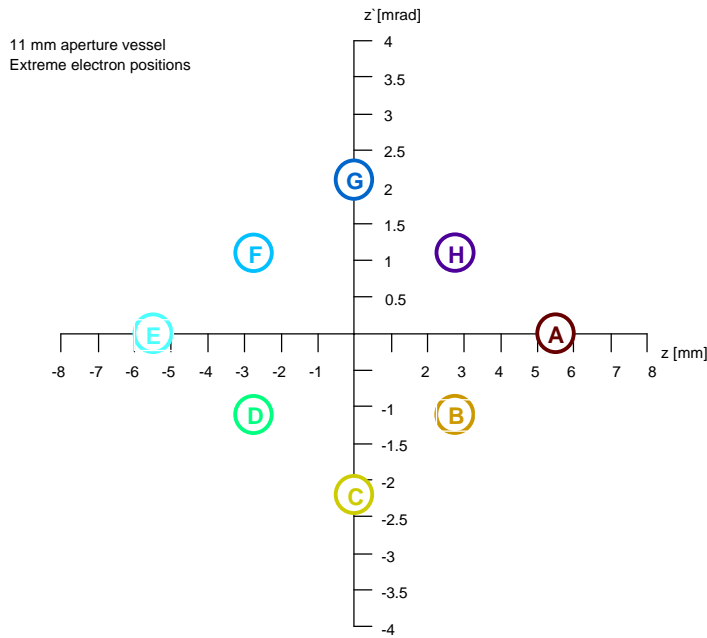 z`[mrad]
11 mm aperture vessel
Extreme electron positions
4
3.5
3
2.5
G
2
1.5
F
H
1
0.5
E
A
z [mm]
-8 -7 -6 -5 -4 -3 -2 -1 2 3 4 5 6 7 8
D
B
-1
-1.5
C
-2
-2.5
-3
-3.5
-4